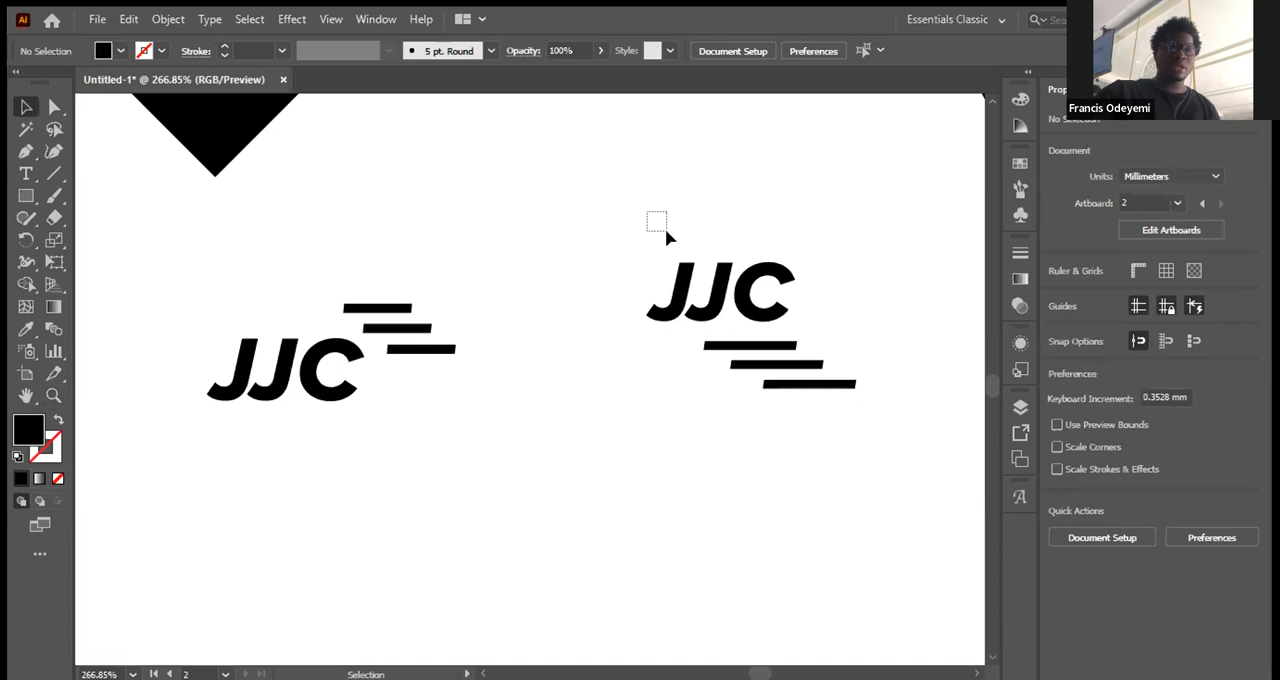 Ai File Edit Object Type Select Effect View Window Help Essentials Classic Sea
No Selection Stroke: 5 pt. Round Opacity: 100% Style: Document Setup Preferences
Untitled-1* @ 266.85% (RGB/Preview) ×
Francis Odeyemi
Document
Units: Millimeters
Artboard: 2
Edit Artboards
Ruler & Grids
Guides
Snap Options
Preferences
Keyboard Increment: 0.3528 mm
Use Preview Bounds
Scale Corners
Scale Strokes & Effects
Quick Actions
Document Setup Preferences
JJC
JJC
266.85% 2 Selection